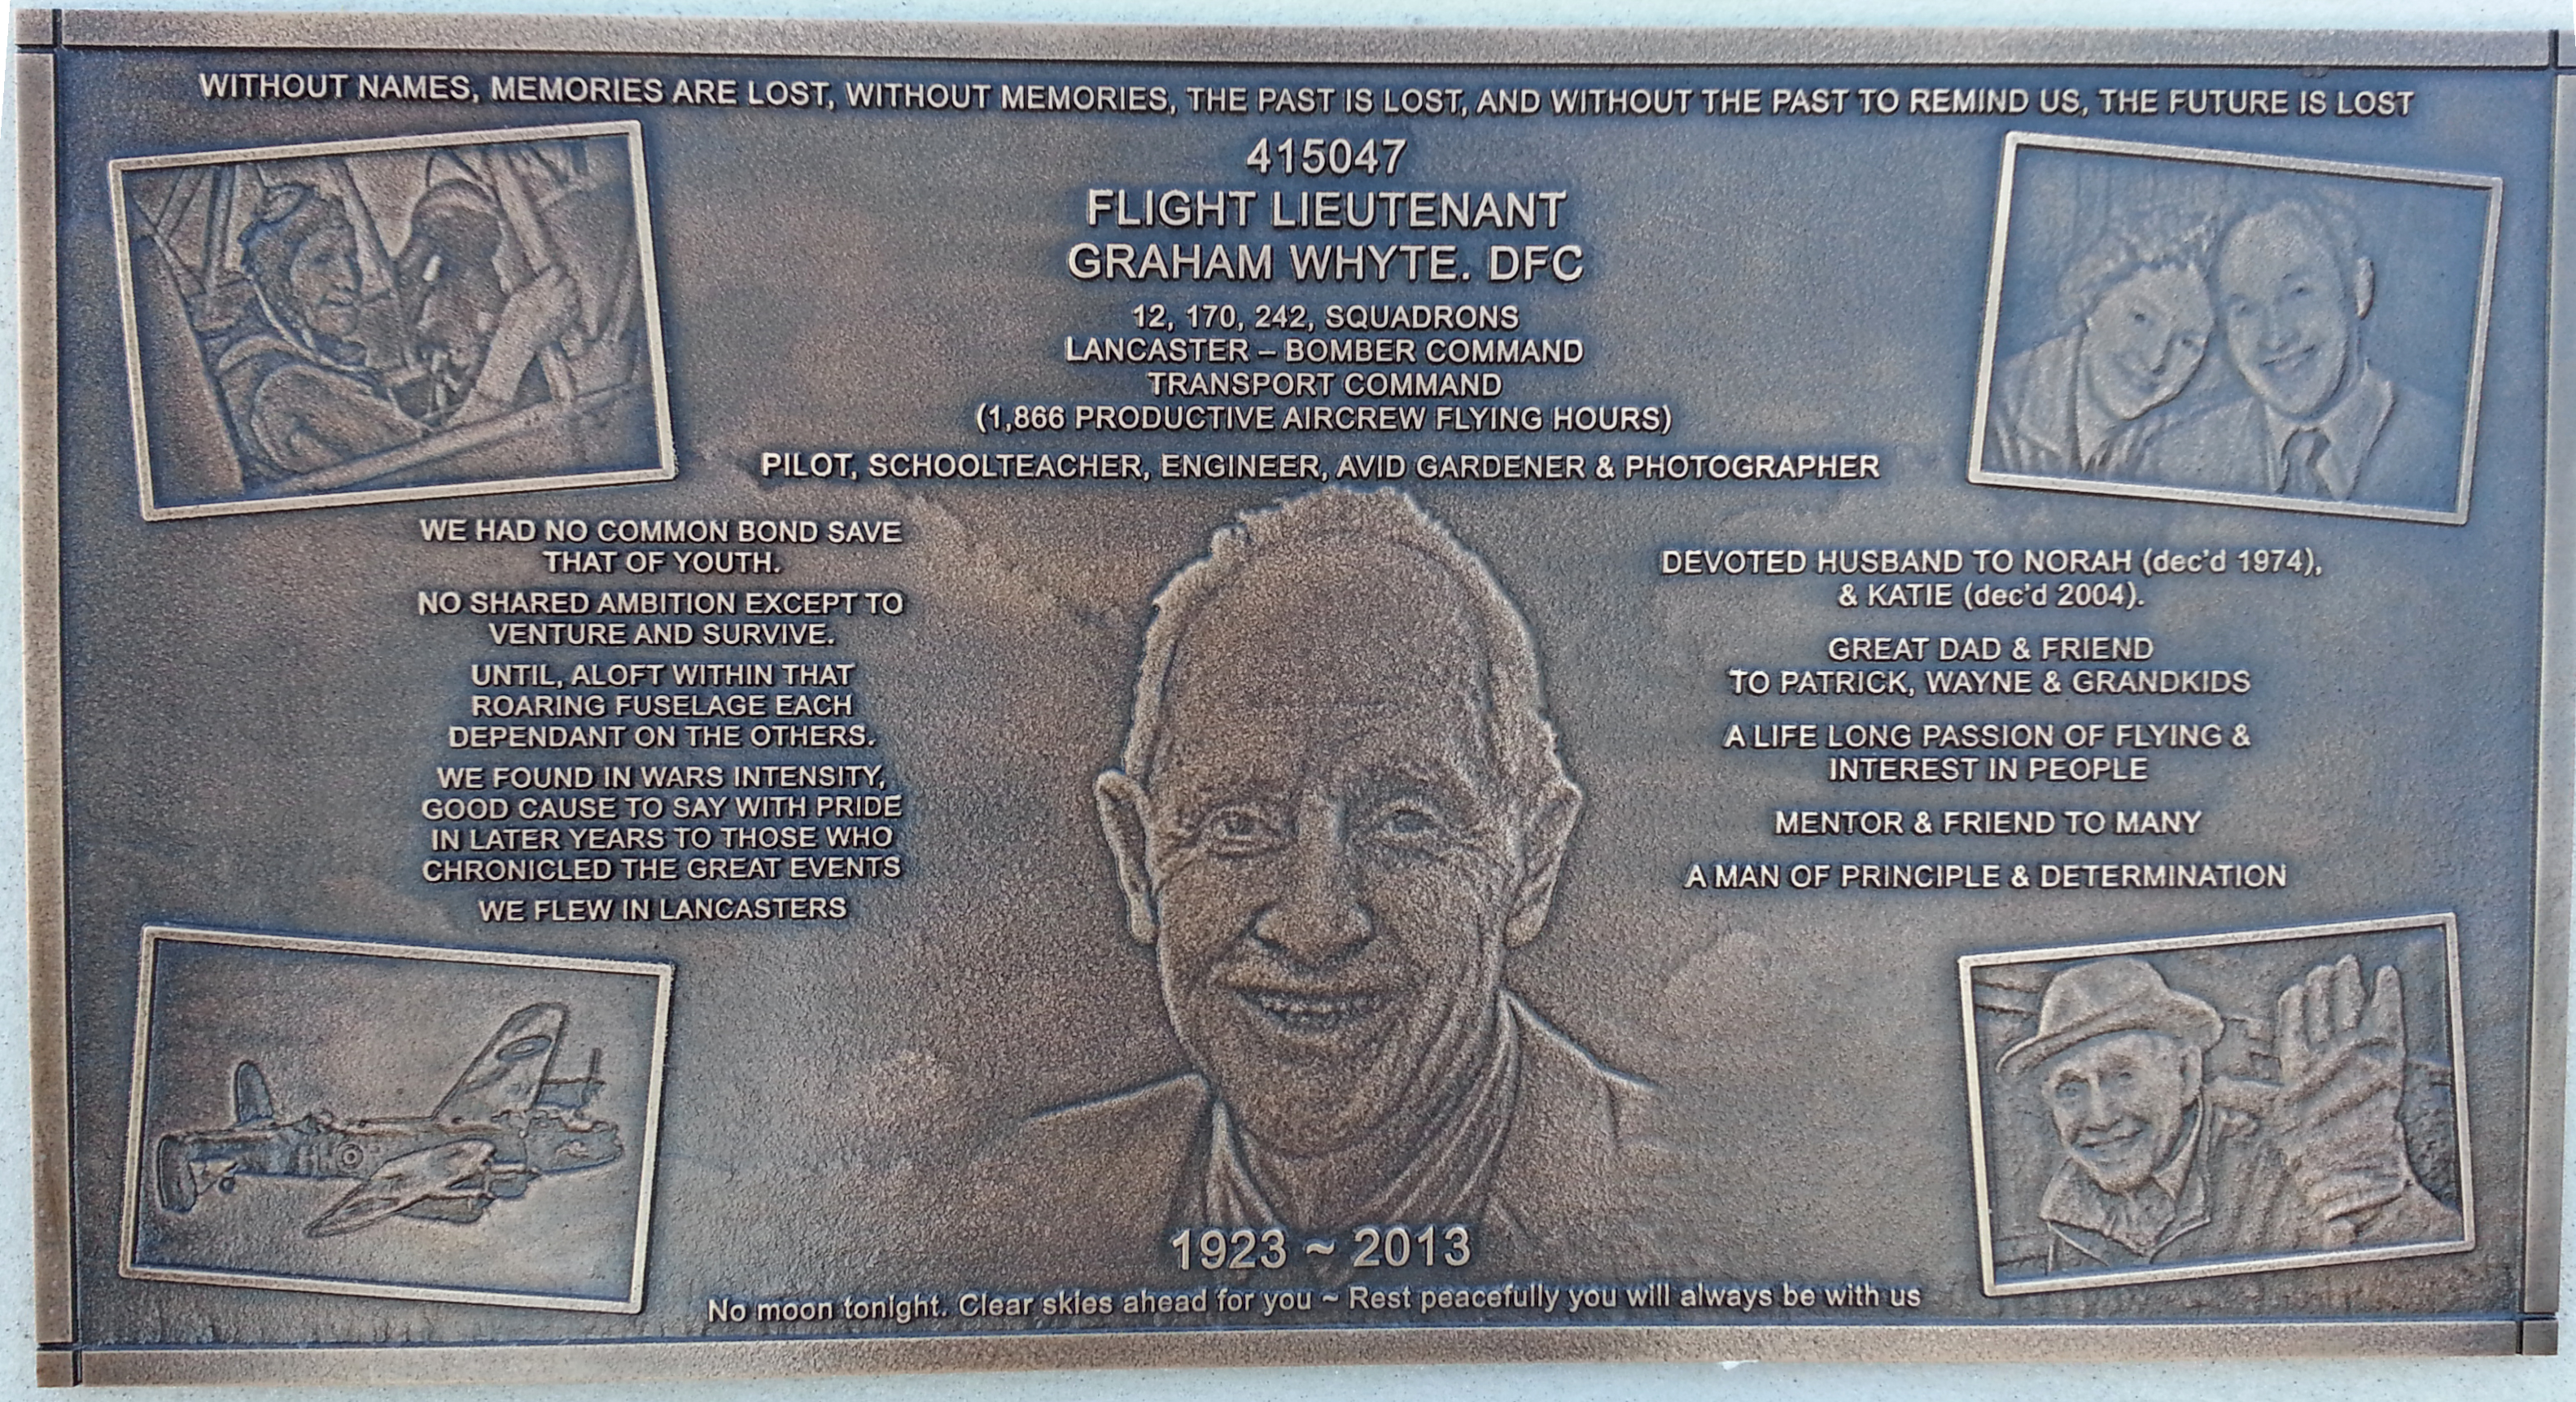 WITHOUT NAMES, MEMORIES ARE LOST, WITHOUT MEMORIES, THE PAST IS LOST, AND WITHOUT THE PAST TO REMIND US, THE FUTURE IS LOST
415047
FLIGHT LIEUTENANT
GRAHAM WHYTE. DFC
12, 170, 242, SQUADRONS
LANCASTER – BOMBER COMMAND
TRANSPORT COMMAND
(1,866 PRODUCTIVE AIRCREW FLYING HOURS)
PILOT, SCHOOLTEACHER, ENGINEER, AVID GARDENER & PHOTOGRAPHER
WE HAD NO COMMON BOND SAVE
THAT OF YOUTH.
NO SHARED AMBITION EXCEPT TO
VENTURE AND SURVIVE.
UNTIL, ALOFT WITHIN THAT
ROARING FUSELAGE EACH
DEPENDANT ON THE OTHERS.
WE FOUND IN WARS INTENSITY,
GOOD CAUSE TO SAY WITH PRIDE
IN LATER YEARS TO THOSE WHO
CHRONICLED THE GREAT EVENTS
WE FLEW IN LANCASTERS
DEVOTED HUSBAND TO NORAH (dec'd 1974),
& KATIE (dec'd 2004).
GREAT DAD & FRIEND
TO PATRICK, WAYNE & GRANDKIDS
A LIFE LONG PASSION OF FLYING &
INTEREST IN PEOPLE
MENTOR & FRIEND TO MANY
A MAN OF PRINCIPLE & DETERMINATION
1923 ~ 2013
No moon tonight. Clear skies ahead for you ~ Rest peacefully you will always be with us